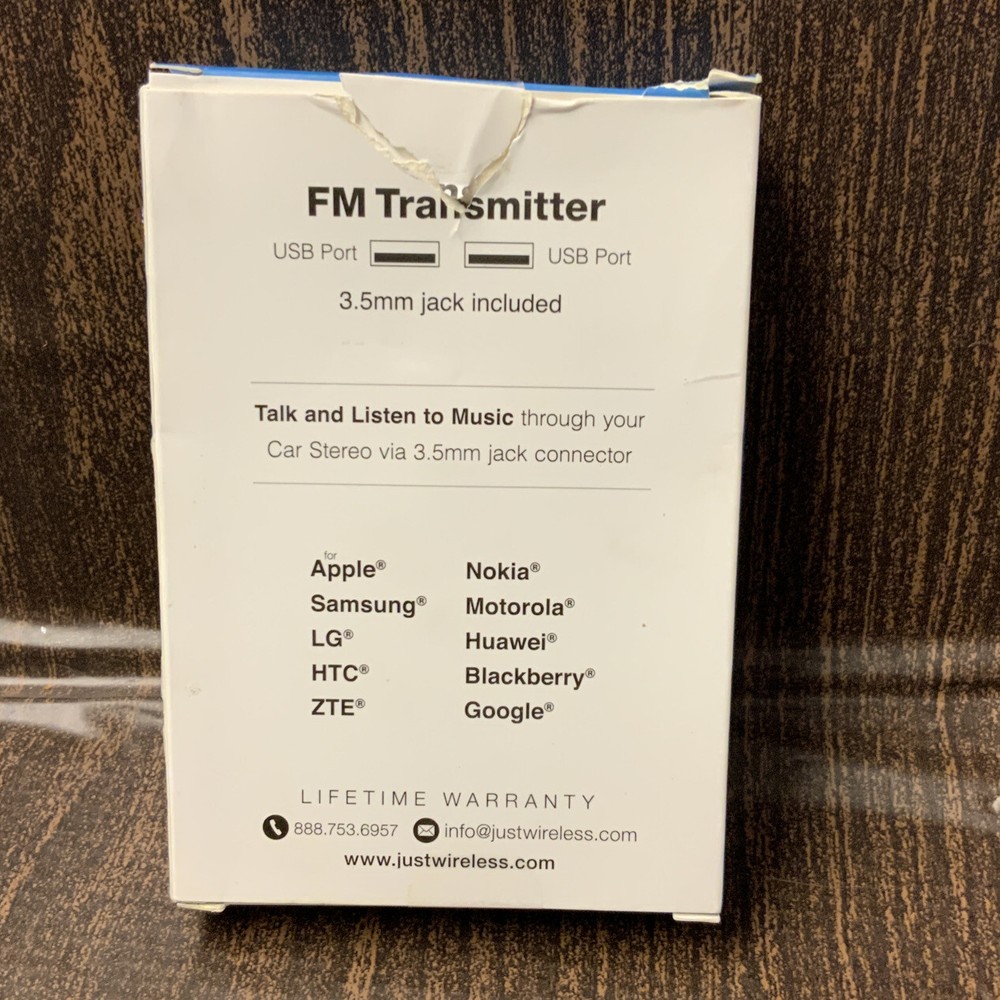 FM Transmitter
USB Port USB Port
3.5mm jack included
Talk and Listen to Music through your
Car Stereo via 3.5mm jack connector
for
Apple® Nokia®
Samsung® Motorola®
LG® Huawei®
HTC® Blackberry®
ZTE® Google®
LIFETIME WARRANTY
888.753.6957 info@justwireless.com
www.justwireless.com